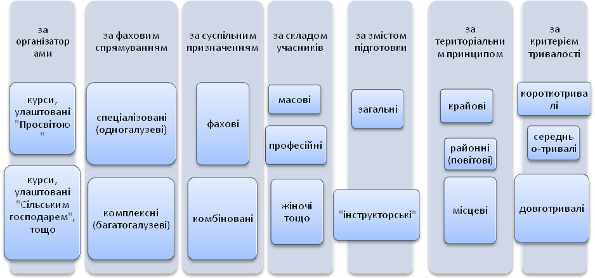 за
організатор
ами
курси,
улаштовані
"Просвітою
"
курси,
улаштовані
"Сільським
господарем",
тощо
за фаховим
спрямуванням
спеціалізовані
(одногалузеві)
комплексні
(багатогалузеві)
за суспільним
призначенням
фахові
комбіновані
за складом
учасників
масові
професійні
жіночі
тощо
за змістом
підготовки
загальні
"інструкторські"
за
територіальни
м принципом
крайові
районні
(повітові)
місцеві
за
критерієм
тривалості
короткотрива
лі
середнь
о-тривалі
довготривалі